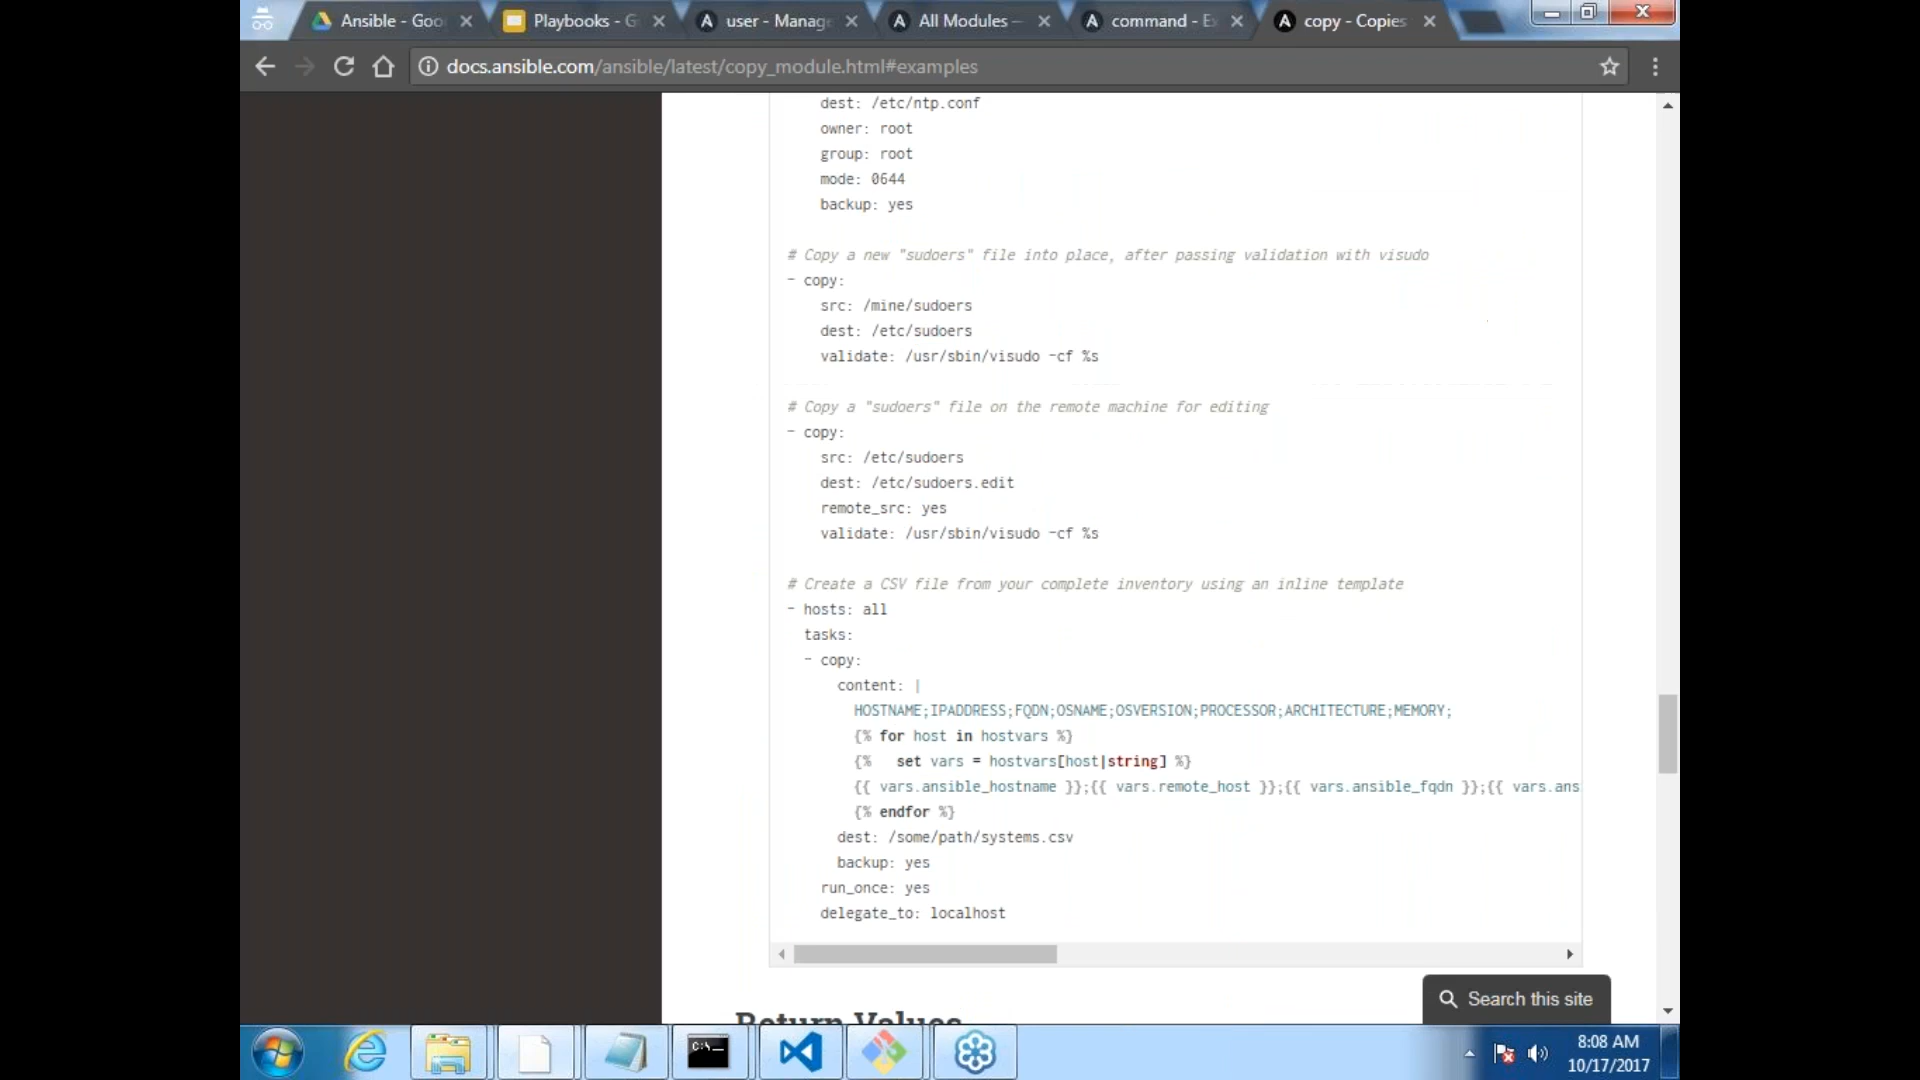 Ansible - Goo
Playbooks - G
user - Manag
All Modules —
command - E
copy - Copies
docs.ansible.com/ansible/latest/copy_module.html#examples
dest: /etc/ntp.conf
owner: root
group: root
mode: 0644
backup: yes
# Copy a new "sudoers" file into place, after passing validation with visudo
- copy:
src: /mine/sudoers
dest: /etc/sudoers
validate: /usr/sbin/visudo -cf %s
# Copy a "sudoers" file on the remote machine for editing
- copy:
src: /etc/sudoers
dest: /etc/sudoers.edit
remote_src: yes
validate: /usr/sbin/visudo -cf %s
# Create a CSV file from your complete inventory using an inline template
- hosts: all
tasks:
- copy:
content: |
HOSTNAME;IPADDRESS;FQDN;OSNAME;OSVERSION;PROCESSOR;ARCHITECTURE;MEMORY;
{% for host in hostvars %}
{%   set vars = hostvars[host|string] %}
{{ vars.ansible_hostname }};{{ vars.remote_host }};{{ vars.ansible_fqdn }};{{ vars.ans
{% endfor %}
dest: /some/path/systems.csv
backup: yes
run_once: yes
delegate_to: localhost
Search this site
Return Values
8:08 AM
10/17/2017